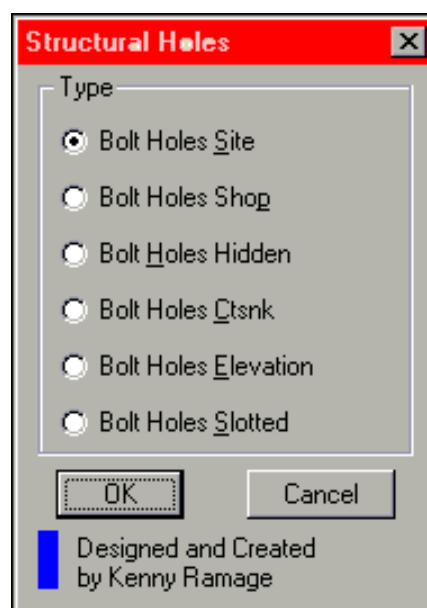 Structural Holes
Type
Bolt Holes Site
Bolt Holes Shop
Bolt Holes Hidden
Bolt Holes Ctsnk
Bolt Holes Elevation
Bolt Holes Slotted
OK
Cancel
Designed and Created
by Kenny Ramage